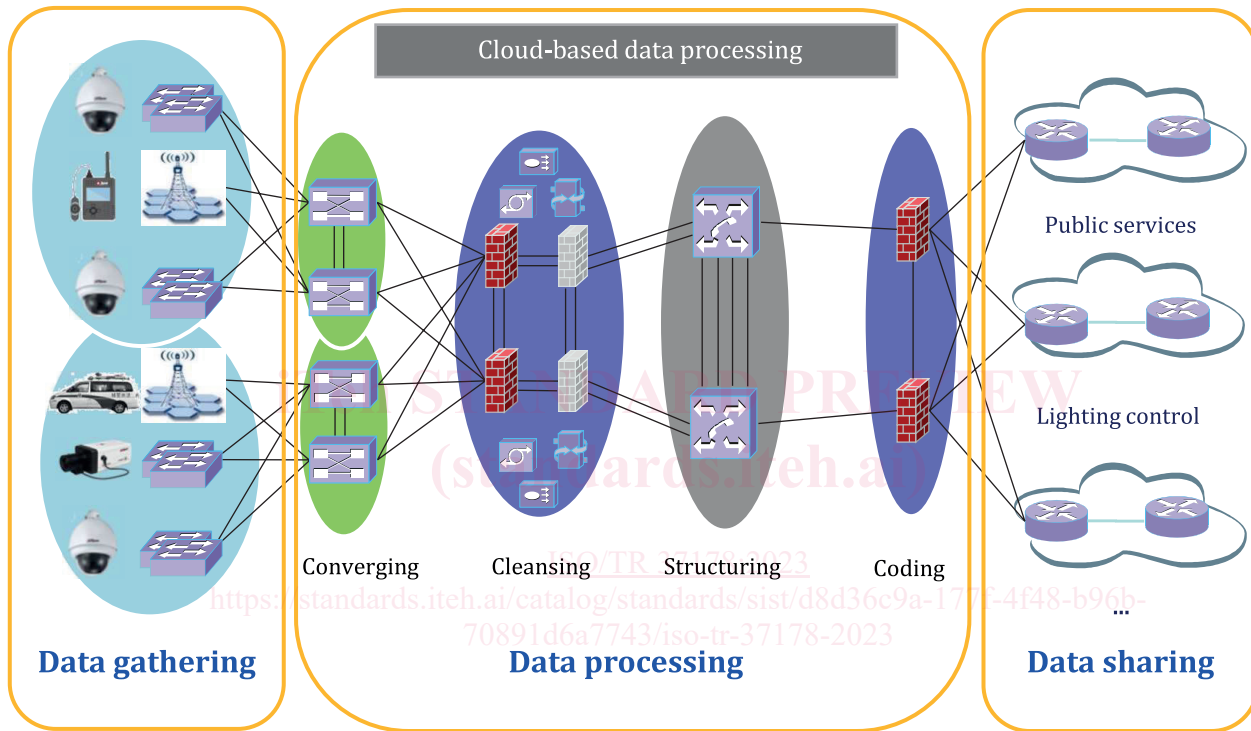 Cloud-based data processing
Public services
Lighting control
iTeh STANDARD PREVIEW
(standards.iteh.ai)
Converging
Cleansing
Structuring
Coding
ISO/TR 37178:2023
https://standards.iteh.ai/catalog/standards/sist/d8d36c9a-177f-4f48-b96b-
70891d6a7743/iso-tr-37178-2023
...
Data gathering
Data processing
Data sharing